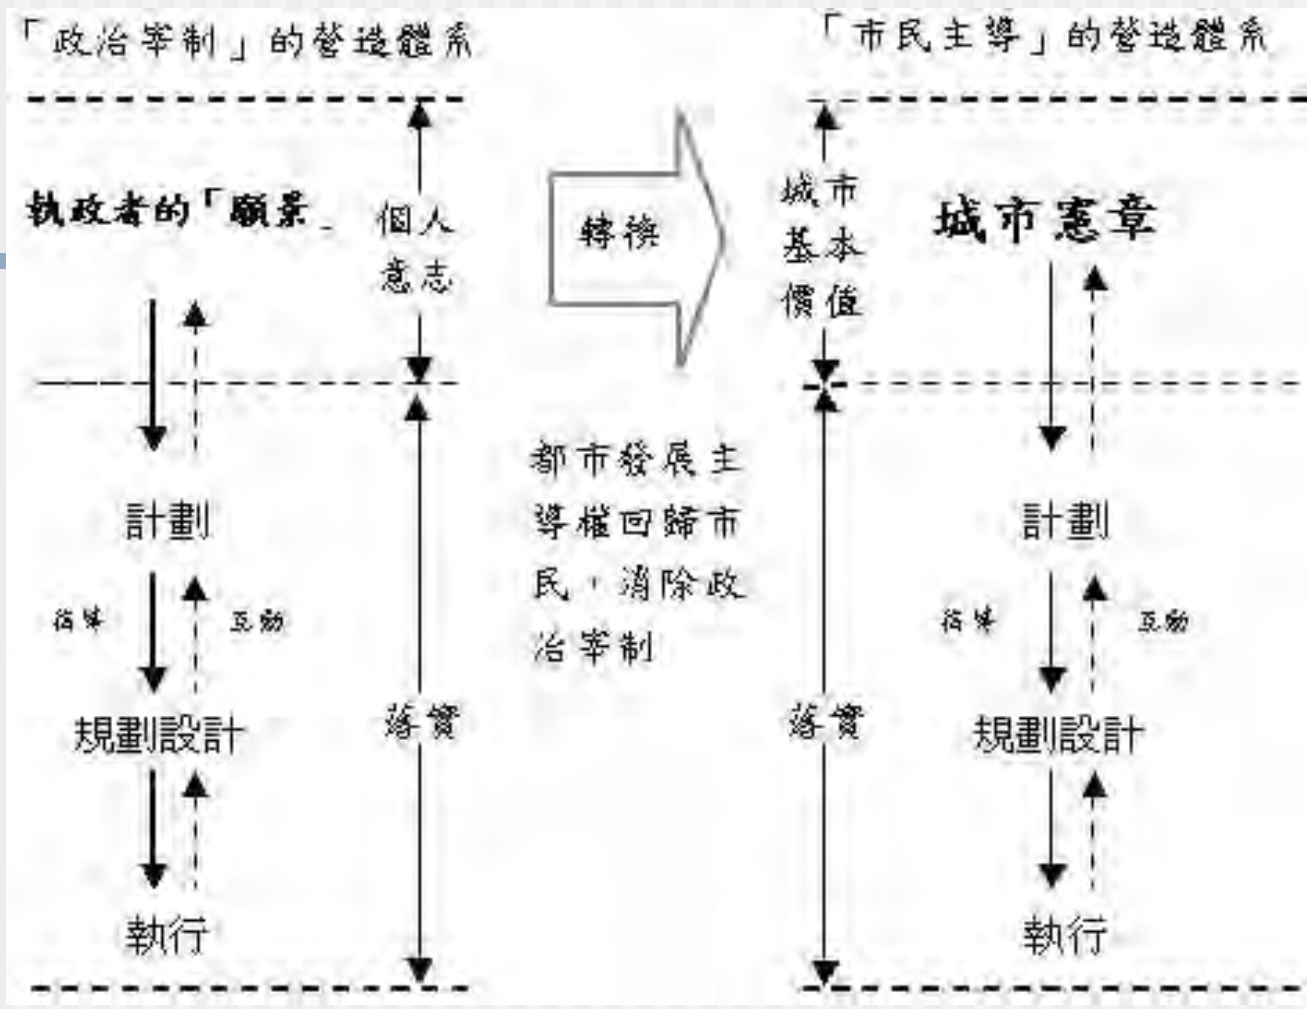 「政治宰制」的營造體系
執政者的「願景」
個人
意志
計劃
互動
規劃設計
落實
執行
轉換
都市發展主
導權回歸市
民，消除政
治宰制
「市民主導」的營造體系
城市
基本
價值
城市憲章
計劃
互動
落實
規劃設計
執行